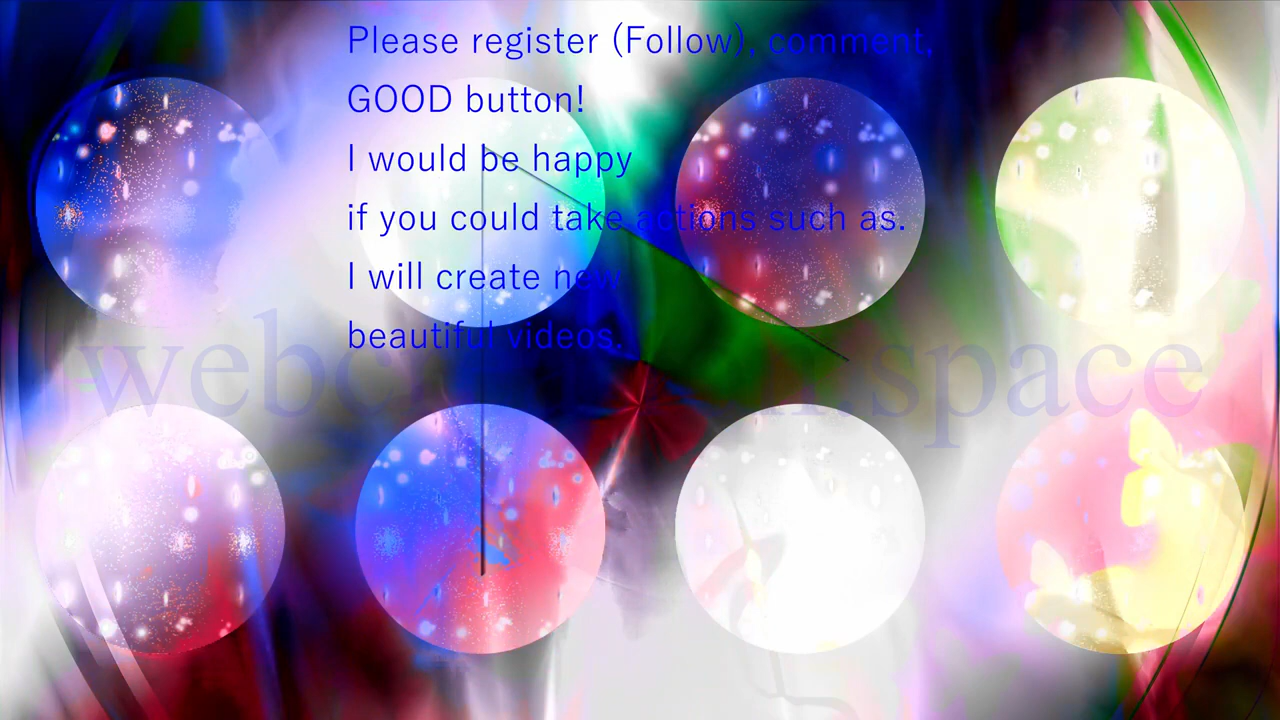 Please register (Follow), comment,
GOOD button!
I would be happy
if you could take actions such as.
I will create new
beautiful videos.